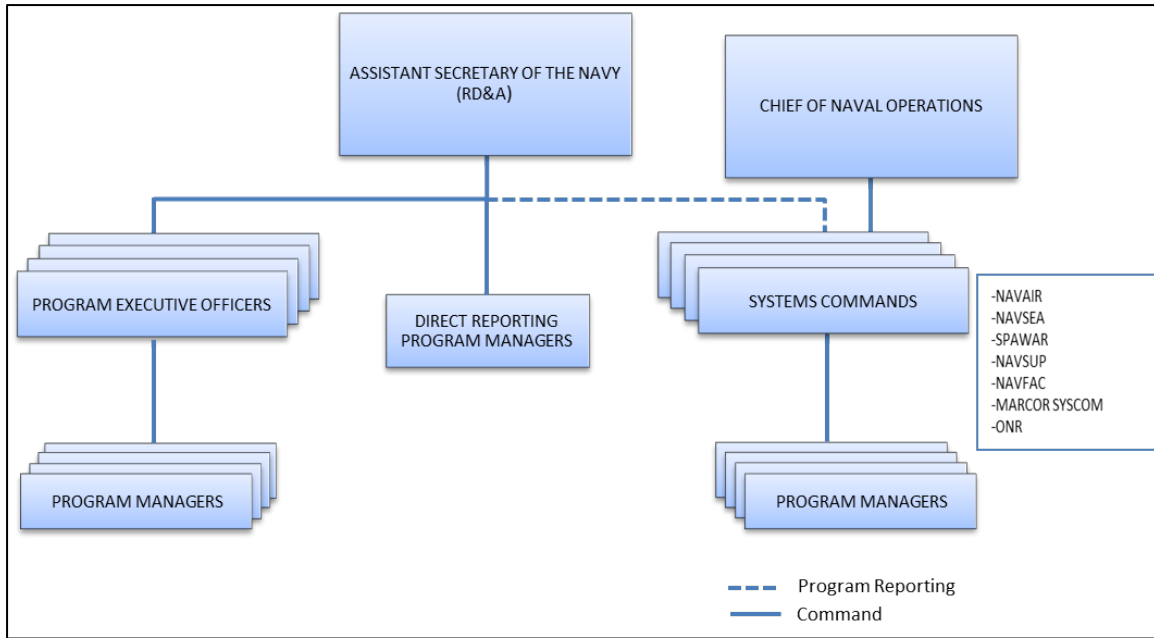 ASSISTANT SECRETARY OF THE NAVY
(RD&A)
CHIEF OF NAVAL OPERATIONS
PROGRAM EXECUTIVE OFFICERS
DIRECT REPORTING
PROGRAM MANAGERS
SYSTEMS COMMANDS
-NAVAIR
-NAVSEA
-SPAWAR
-NAVSUP
-NAVFAC
-MARCOR SYSCOM
-ONR
PROGRAM MANAGERS
PROGRAM MANAGERS
Program Reporting
Command